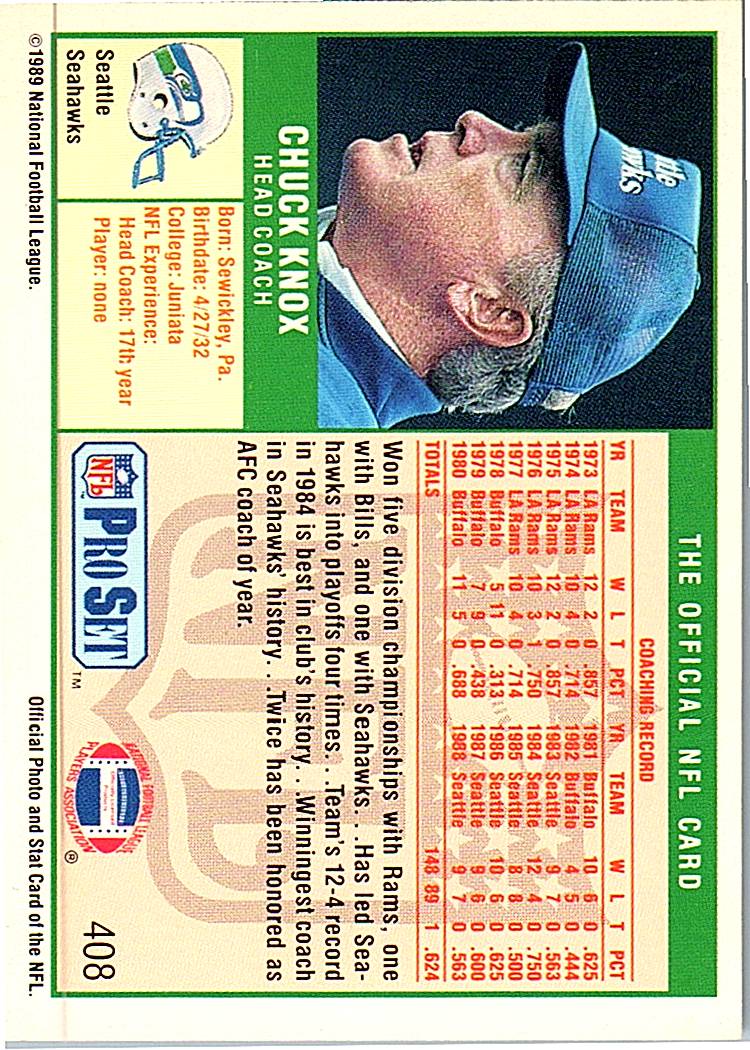 THE OFFICIAL NFL CARD
CHUCK KNOX
HEAD COACH
Seattle
Seahawks
Born: Sewickley, Pa.
Birthdate: 4/27/32
College: Juniata
NFL Experience:
Head Coach: 17th year
Player: none
COACHING RECORD
YR TEAM W L T PCT YR TEAM W L T PCT
1973 LA Rams 12 2 0 .857 1981 Buffalo 10 6 0 .625
1974 LA Rams 10 4 0 .714 1982 Buffalo 4 5 0 .444
1975 LA Rams 12 2 0 .857 1983 Seattle 9 7 0 .563
1976 LA Rams 10 3 1 .750 1984 Seattle 12 4 0 .750
1977 LA Rams 10 4 0 .714 1985 Seattle 8 8 0 .500
1978 Buffalo 5 11 0 .313 1986 Seattle 10 6 0 .625
1979 Buffalo 7 9 0 .438 1987 Seattle 9 6 0 .600
1980 Buffalo 11 5 0 .688 1988 Seattle 9 7 0 .563
TOTALS 148 89 1 .624
Won five division championships with Rams, one
with Bills, and one with Seahawks. . .Has led Sea-
hawks into playoffs four times. . .Team's 12-4 record
in 1984 is best in club's history. . .Winningest coach
in Seahawks' history. . .Twice has been honored as
AFC coach of year.
NFL PRO SET ™
NATIONAL FOOTBALL LEAGUE
PLAYERS ASSOCIATION ®
408
©1989 National Football League.
Official Photo and Stat Card of the NFL.